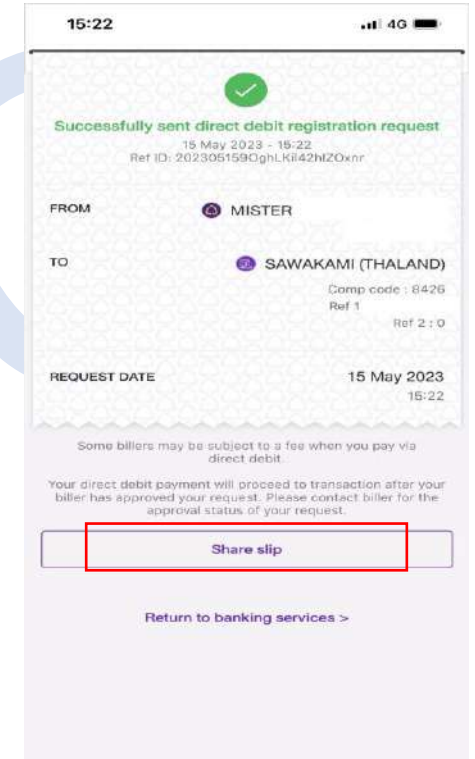 15:22
4G
Successfully sent direct debit registration request
15 May 2023 - 15:22
FROM
MISTER
TO
SAWAKAMI (THALAND)
Comp code : 8426
Ref 1
Ref 2 : 0
REQUEST DATE
15 May 2023
15:22
Some billers may be subject to a fee when you pay via
direct debit.
Your direct debit payment will proceed to transaction after your
biller has approved your request. Please contact biller for the
approval status of your request.
Share slip
Return to banking services >